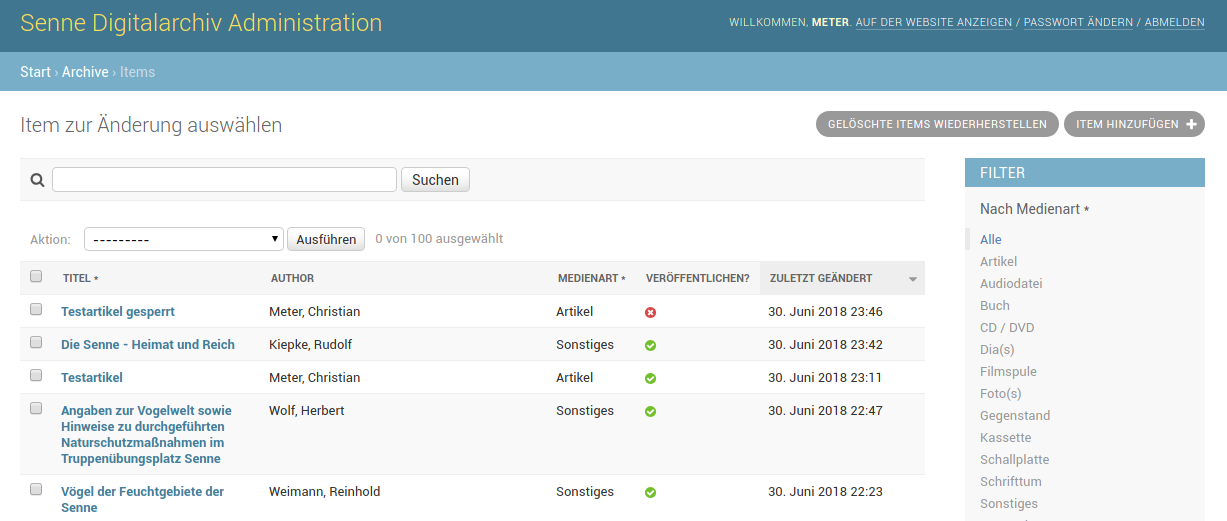 Senne Digitalarchiv Administration
WILLKOMMEN, METER. AUF DER WEBSITE ANZEIGEN / PASSWORT ÄNDERN / ABMELDEN
Start › Archive › Items
Item zur Änderung auswählen
GELÖSCHTE ITEMS WIEDERHERSTELLEN
ITEM HINZUFÜGEN +
Suchen
Aktion: --------- Ausführen 0 von 100 ausgewählt
TITEL * AUTHOR MEDIENART * VERÖFFENTLICHEN? ZULETZT GEÄNDERT
Testartikel gesperrt Meter, Christian Artikel 30. Juni 2018 23:46
Die Senne - Heimat und Reich Kiepke, Rudolf Sonstiges 30. Juni 2018 23:42
Testartikel Meter, Christian Artikel 30. Juni 2018 23:11
Angaben zur Vogelwelt sowie Wolf, Herbert Sonstiges 30. Juni 2018 22:47
Hinweise zu durchgeführten
Naturschutzmaßnahmen im
Truppenübungsplatz Senne
Vögel der Feuchtgebiete der Weimann, Reinhold Sonstiges 30. Juni 2018 22:23
Senne
FILTER
Nach Medienart *
Alle
Artikel
Audiodatei
Buch
CD / DVD
Dia(s)
Filmspule
Foto(s)
Gegenstand
Kassette
Schallplatte
Schrifttum
Sonstiges